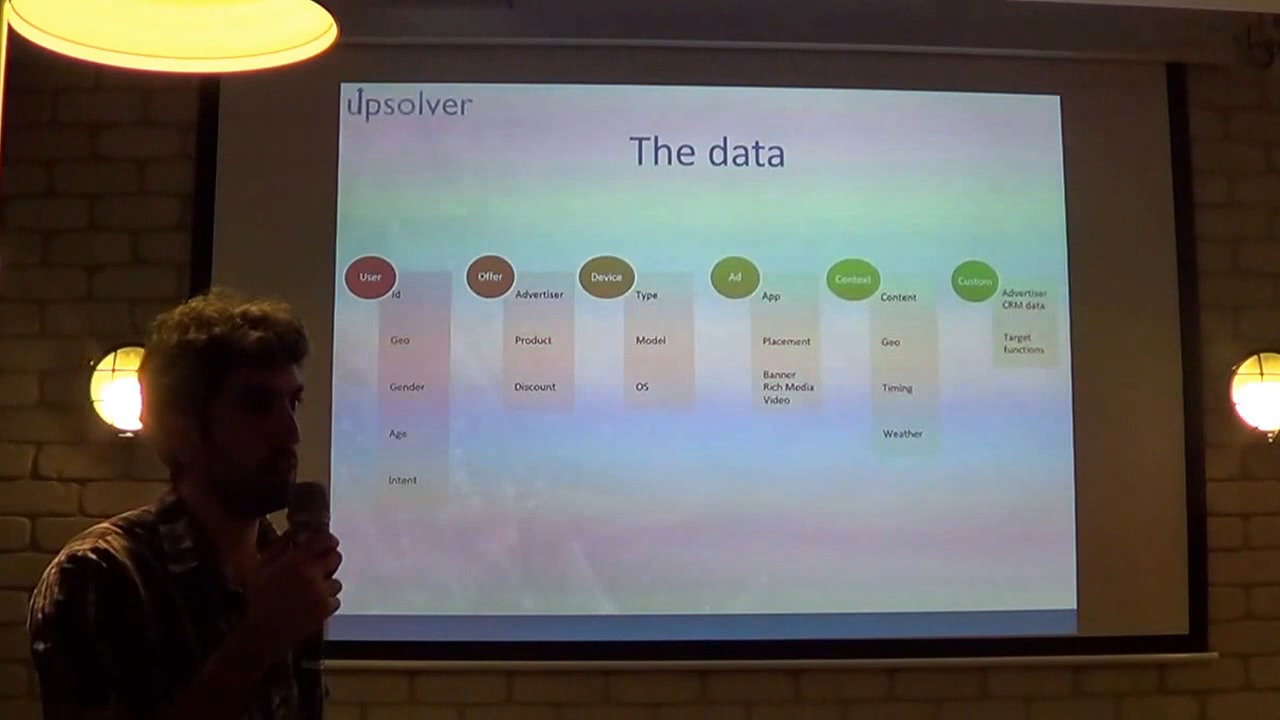 upsolver
The data
User
Id
Geo
Gender
Age
Intent
Offer
Advertiser
Product
Discount
Device
Type
Model
OS
Ad
App
Placement
Banner
Rich Media
Video
Context
Content
Geo
Timing
Weather
Custom
Advertiser
CRM data
Target
functions